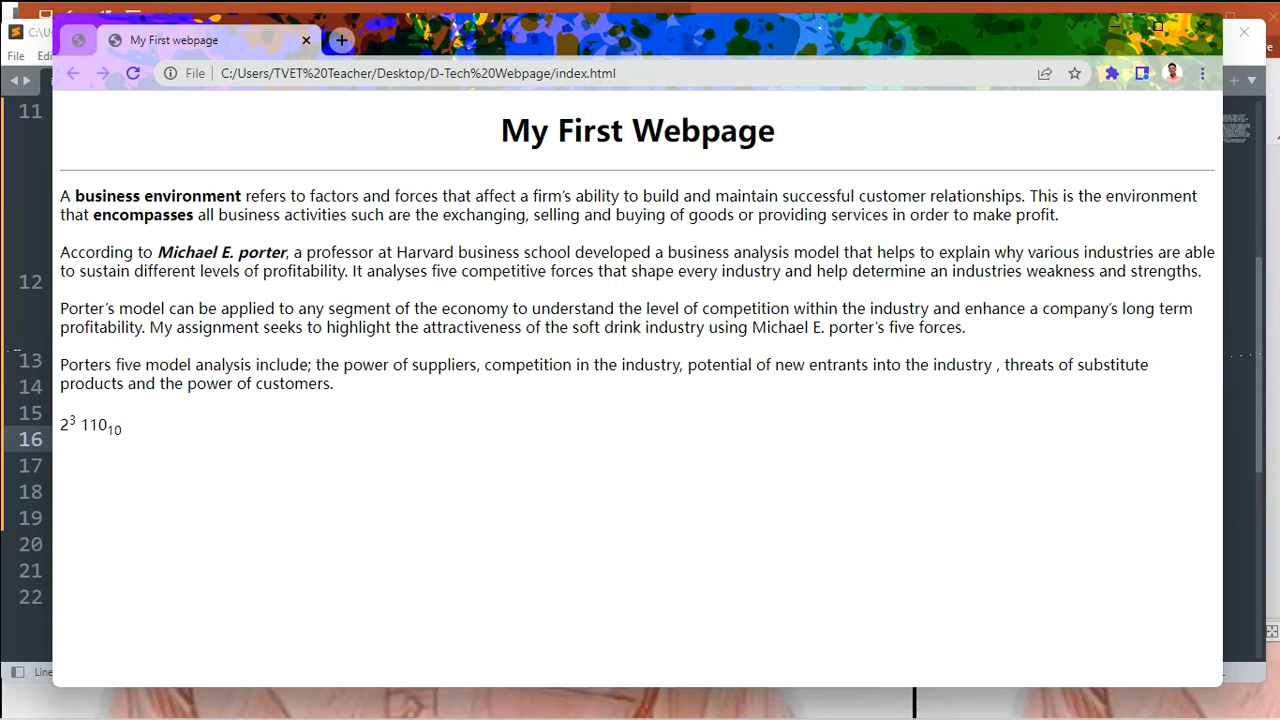 C:\Us
My First webpage
File
Edi
File
C:/Users/TVET%20Teacher/Desktop/D-Tech%20Webpage/index.html
My First Webpage
A business environment refers to factors and forces that affect a firm's ability to build and maintain successful customer relationships. This is the environment
that encompasses all business activities such are the exchanging, selling and buying of goods or providing services in order to make profit.
According to Michael E. porter, a professor at Harvard business school developed a business analysis model that helps to explain why various industries are able
to sustain different levels of profitability. It analyses five competitive forces that shape every industry and help determine an industries weakness and strengths.
Porter's model can be applied to any segment of the economy to understand the level of competition within the industry and enhance a company's long term
profitability. My assignment seeks to highlight the attractiveness of the soft drink industry using Michael E. porter's five forces.
Porters five model analysis include; the power of suppliers, competition in the industry, potential of new entrants into the industry , threats of substitute
products and the power of customers.
2³ 110₁₀
11
12
13
14
15
16
17
18
19
20
21
22
Line